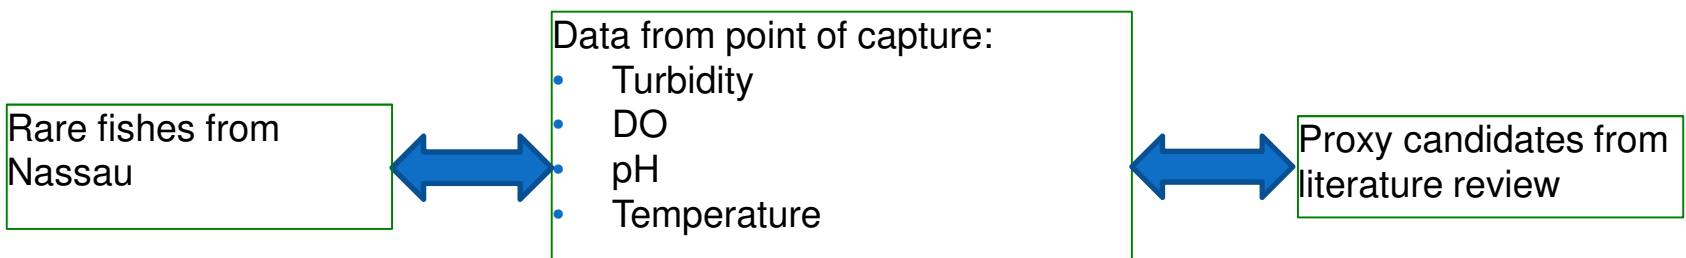 Rare fishes from
Nassau
Data from point of capture:
• Turbidity
• DO
• pH
• Temperature
Proxy candidates from
literature review